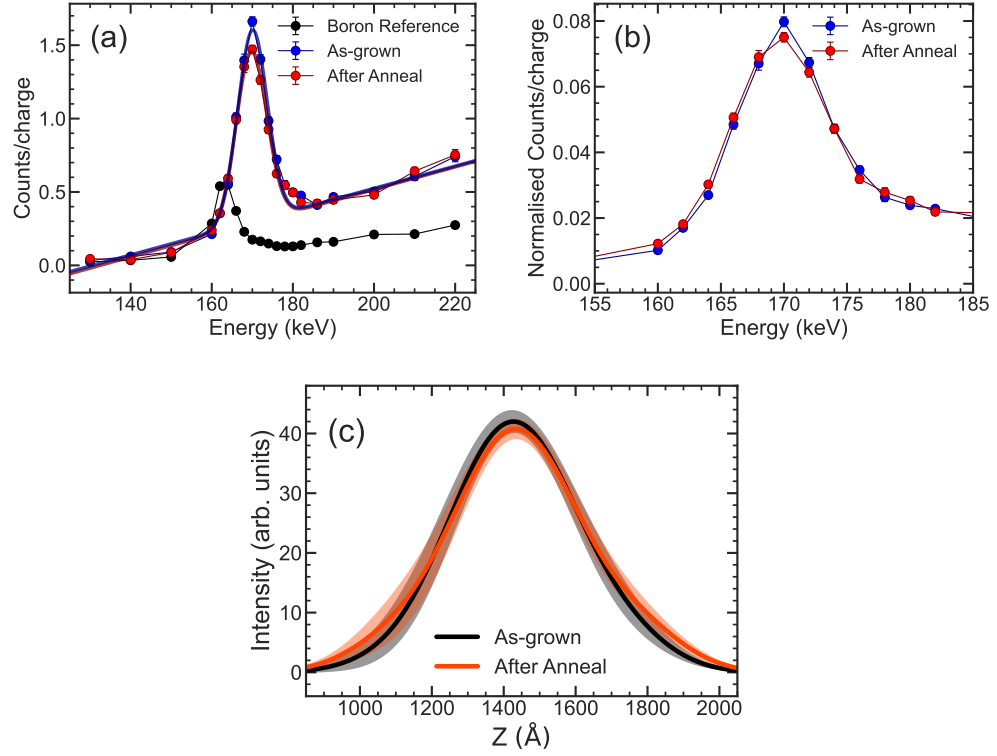 (a)
Boron Reference
As-grown
After Anneal
Counts/charge
1.5
1.0
0.5
0.0
140 160 180 200 220
Energy (keV)
(b)
As-grown
After Anneal
Normalised Counts/charge
0.08
0.06
0.04
0.02
0.00
155 160 165 170 175 180 185
Energy (keV)
(c)
As-grown
After Anneal
Intensity (arb. units)
40
30
20
10
0
1000 1200 1400 1600 1800 2000
Z (Å)